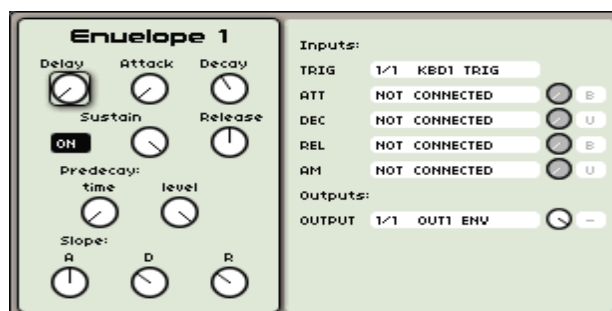 Envelope 1
Delay Attack Decay
Sustain Release
ON
Predecay:
time level
Slope:
A D R
Inputs:
TRIG 1/1 KBD1 TRIG
ATT NOT CONNECTED B
DEC NOT CONNECTED U
REL NOT CONNECTED B
AM NOT CONNECTED U
Outputs:
OUTPUT 1/1 OUT1 ENV -